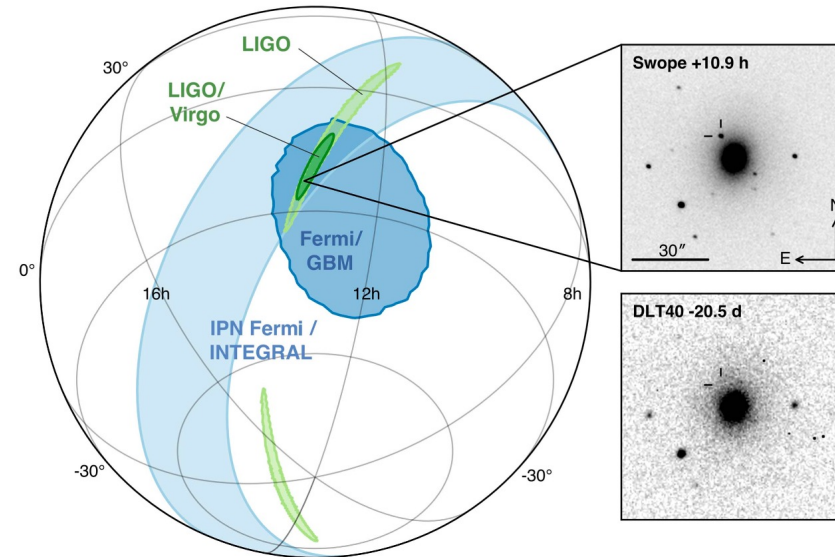 LIGO
LIGO/
Virgo
30°
0°
16h
12h
8h
Fermi/
GBM
IPN Fermi /
INTEGRAL
-30°
-30°
Swope +10.9 h
N
30″
E
DLT40 -20.5 d